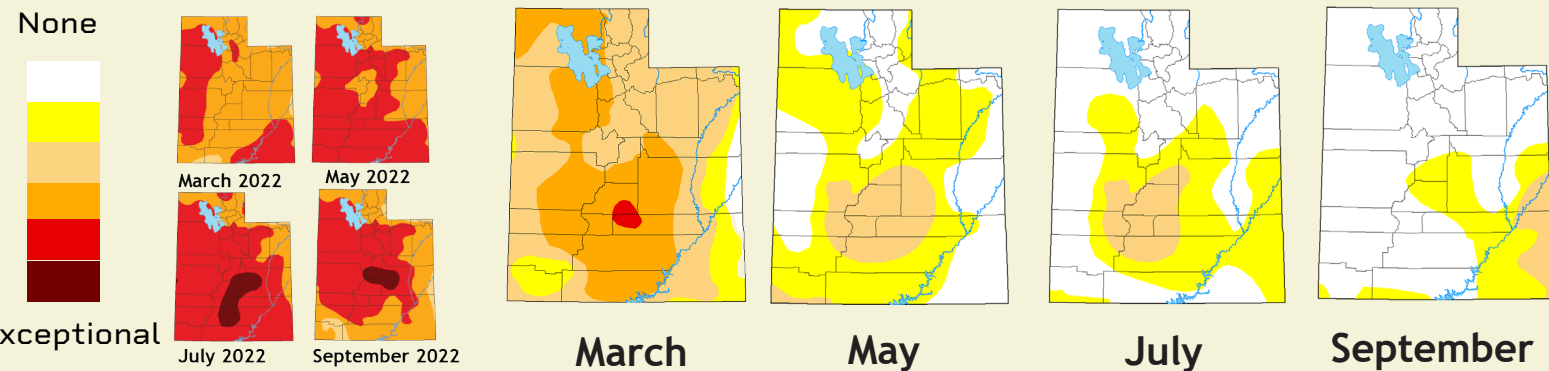 None
xceptional
March 2022
May 2022
July 2022
September 2022
March
May
July
September